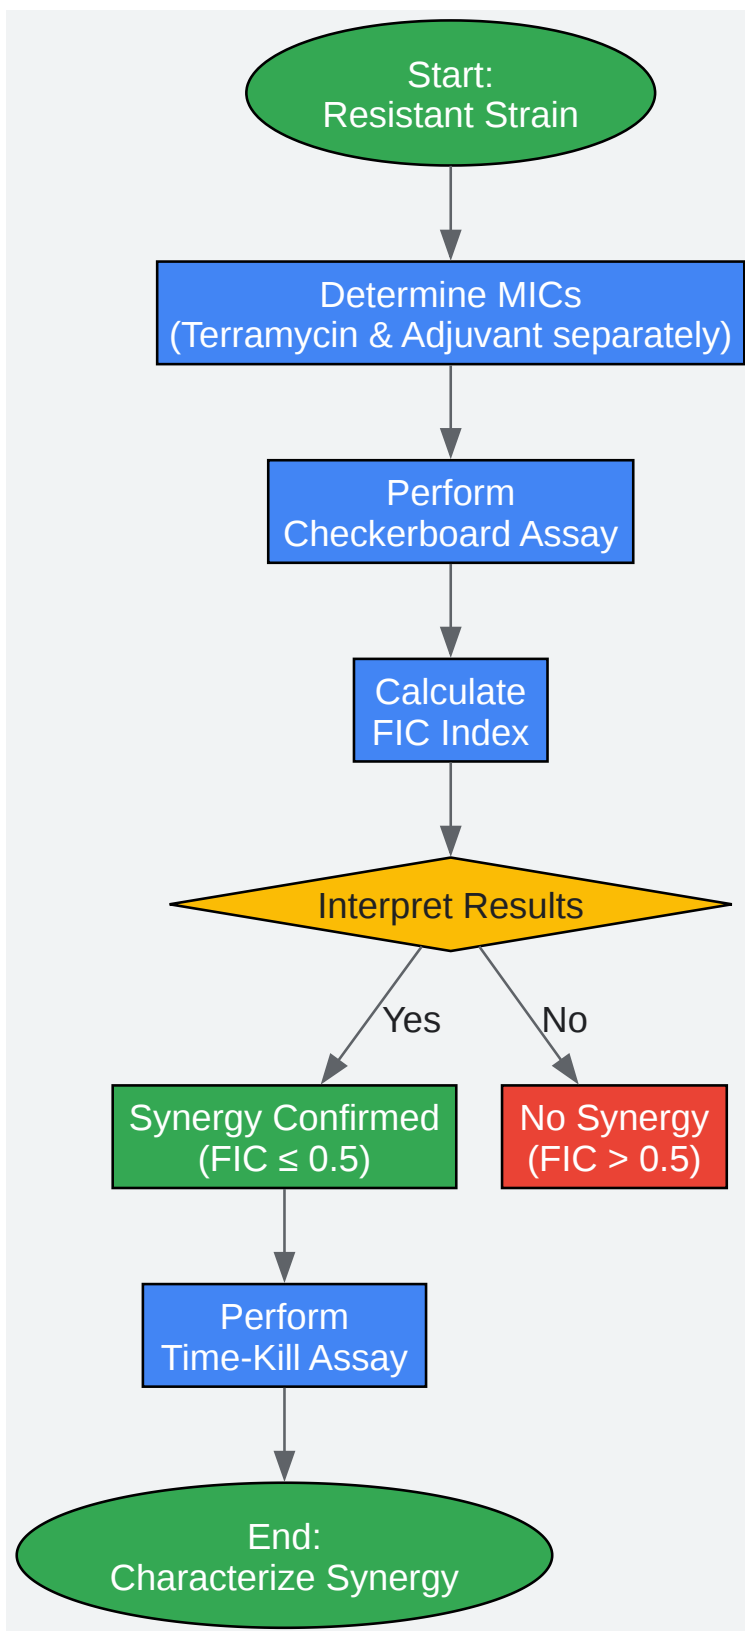 Start:
Resistant Strain
Determine MICs
(Terramycin & Adjuvant separately)
Perform
Checkerboard Assay
Calculate
FIC Index
Interpret Results
Yes
No
Synergy Confirmed
(FIC ≤ 0.5)
No Synergy
(FIC > 0.5)
Perform
Time-Kill Assay
End:
Characterize Synergy